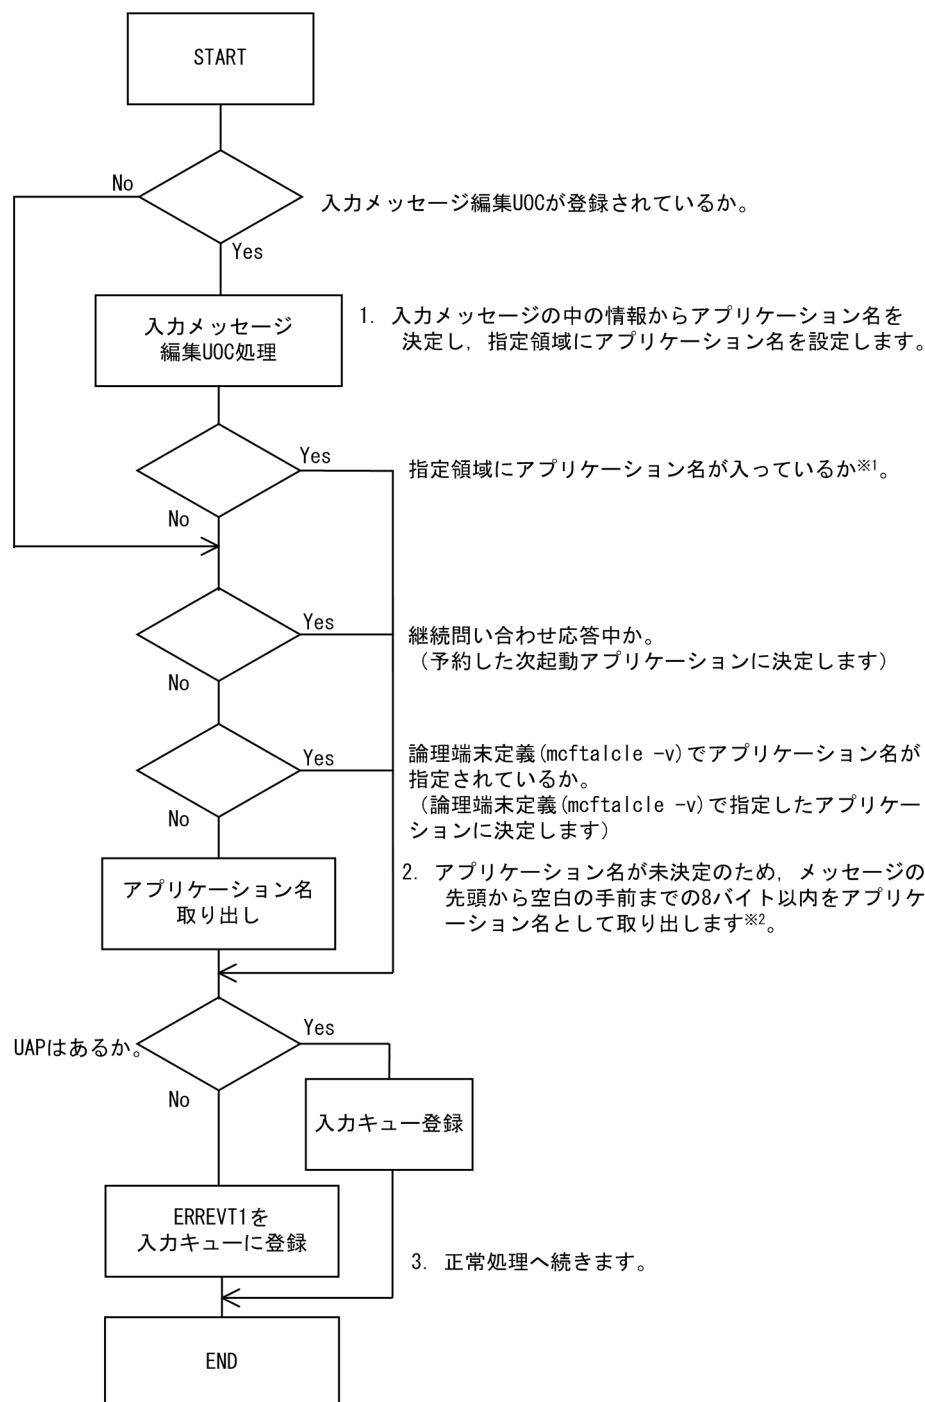 START
No
入力メッセージ編集UOCが登録されているか。
Yes
入力メッセージ
編集UOC処理
1. 入力メッセージの中の情報からアプリケーション名を
決定し，指定領域にアプリケーション名を設定します。
Yes
指定領域にアプリケーション名が入っているか※1。
No
Yes
継続問い合わせ応答中か。
（予約した次起動アプリケーションに決定します）
No
Yes
論理端末定義(mcftalcle -v)でアプリケーション名が
指定されているか。
（論理端末定義(mcftalcle -v)で指定したアプリケー
ションに決定します）
No
アプリケーション名
取り出し
2. アプリケーション名が未決定のため，メッセージの
先頭から空白の手前までの8バイト以内をアプリケ
ーション名として取り出します※2。
UAPはあるか。
Yes
No
入力キュー登録
ERREVT1を
入力キューに登録
3. 正常処理へ続きます。
END